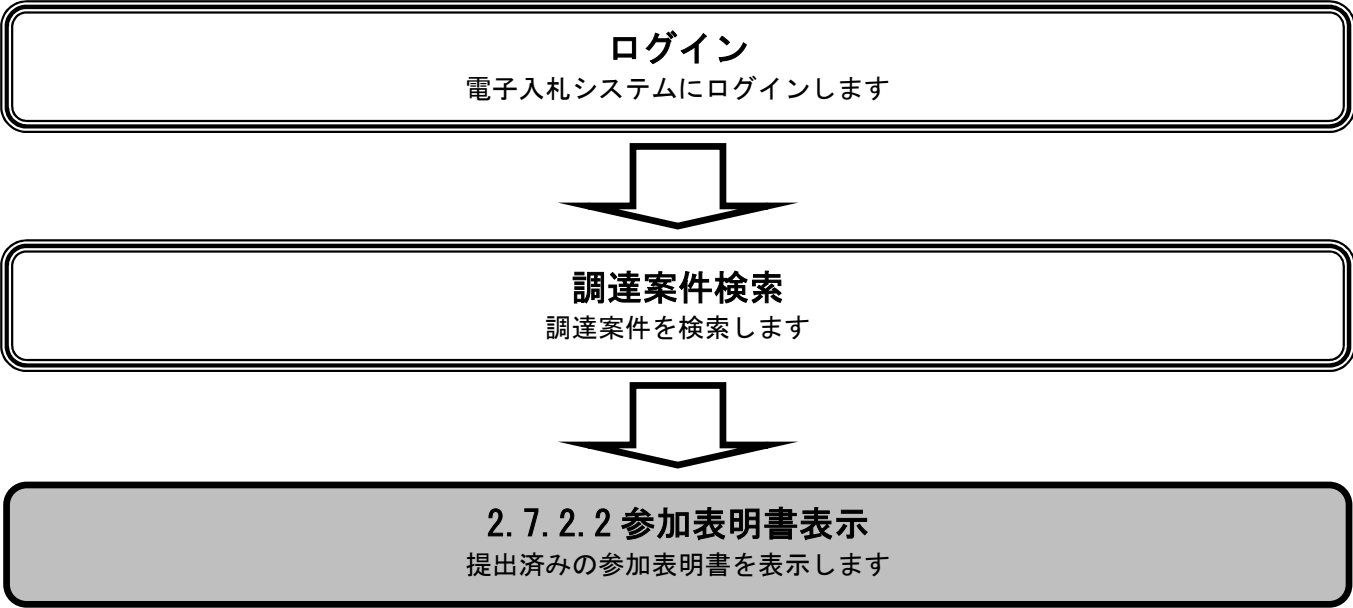 ログイン
電子入札システムにログインします
調達案件検索
調達案件を検索します
2.7.2.2 参加表明書表示
提出済みの参加表明書を表示します